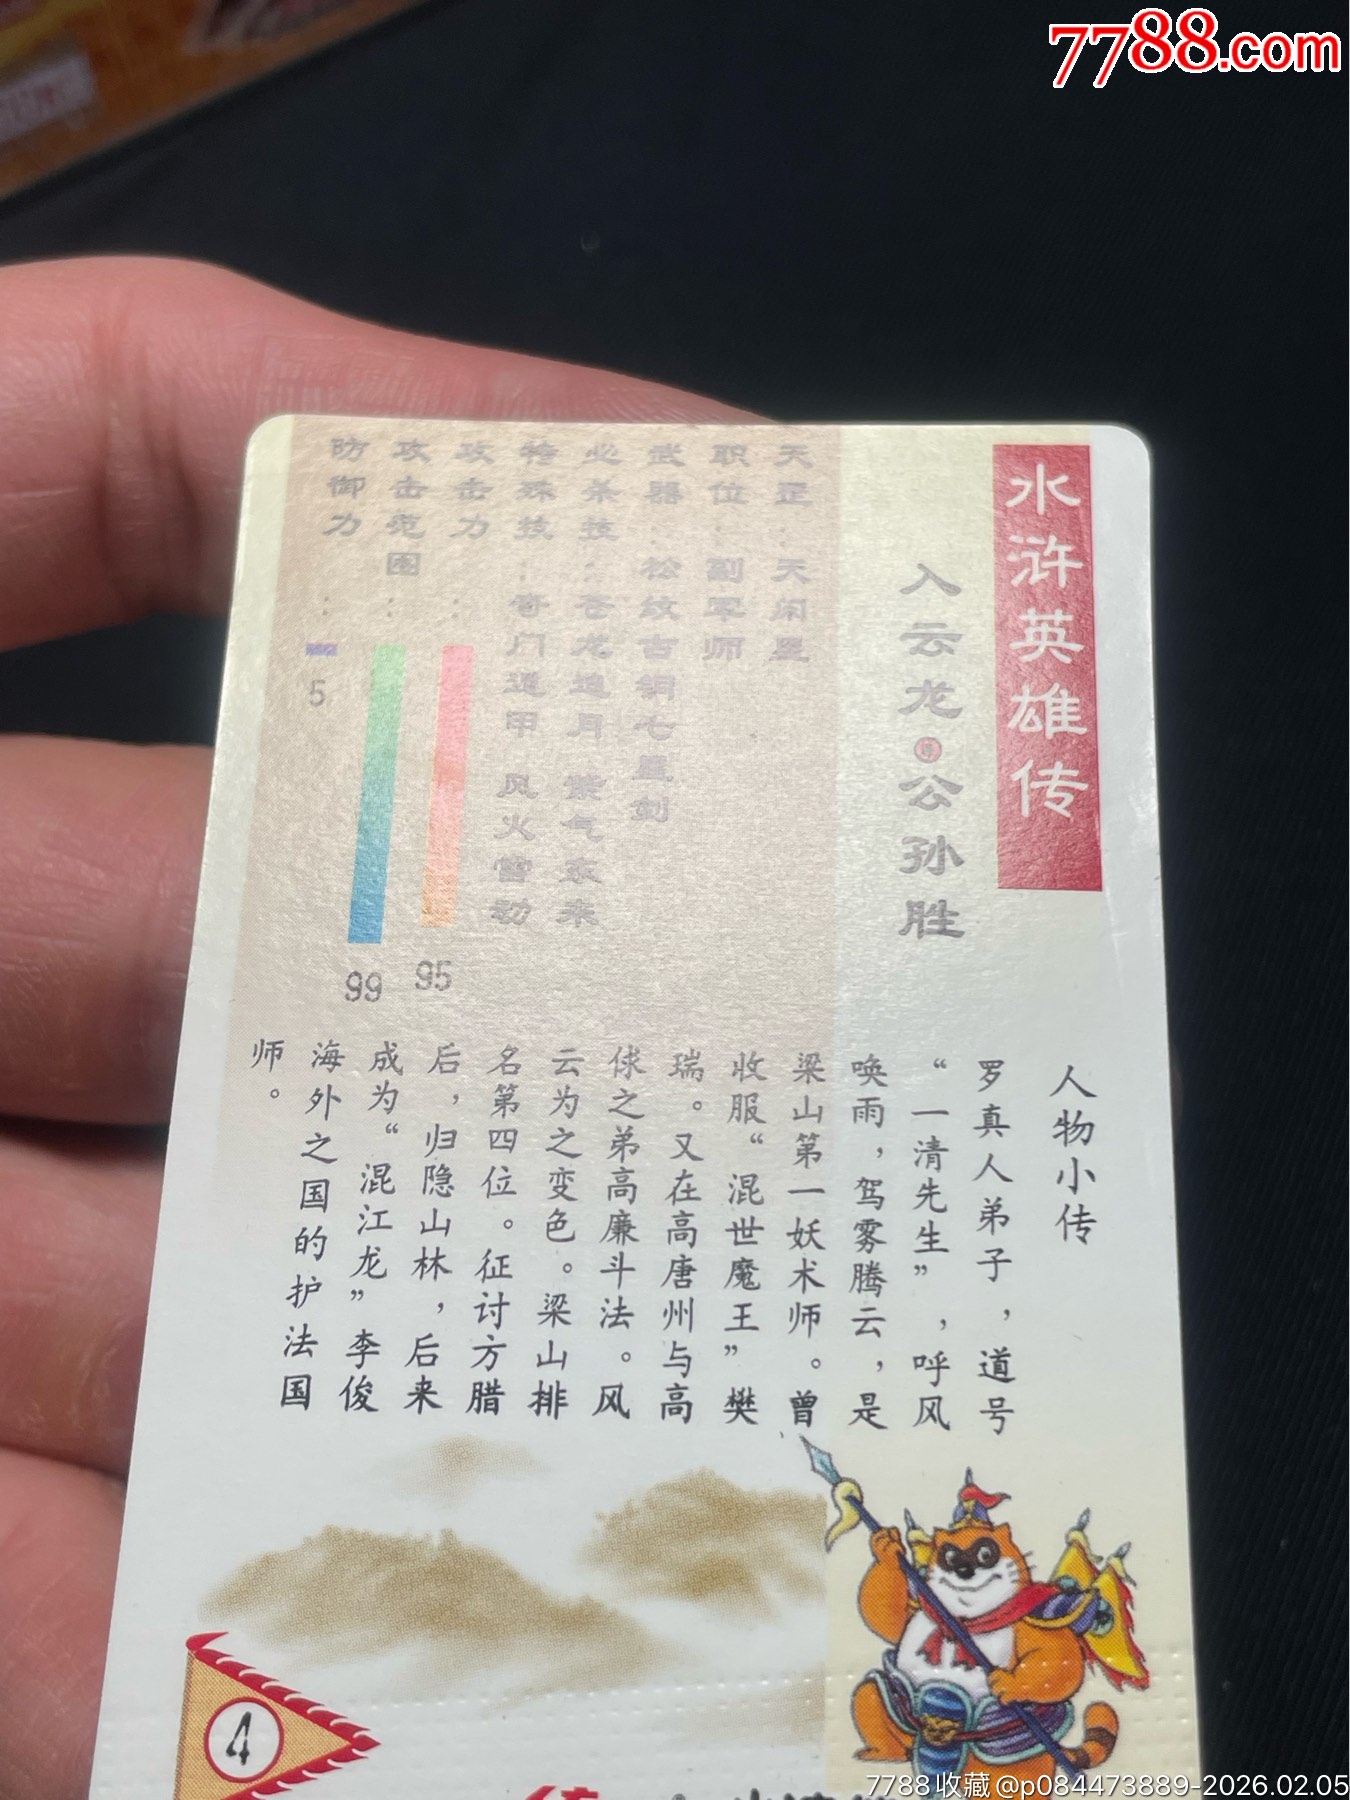 7788.com
水浒英雄传
入云龙 公孙胜
天罡：天闲星
职位：副军师
武器：松纹古铜七星剑
必杀技：苍龙追月 紫气东来
特殊技：奇门遁甲 风火雷动
攻击力：95
攻击范围：99
防御力：5
人物小传
罗真人弟子，道号
“一清先生”，呼风
唤雨，驾雾腾云，是
梁山第一妖术师。曾
收服“混世魔王”樊
瑞。又在高唐州与高
俅之弟高廉斗法。风
云为之变色。梁山排
名第四位。征讨方腊
后，归隐山林，后来
成为“混江龙”李俊
海外之国的护法国
师。
4
7788收藏@p084473889-2026.02.05